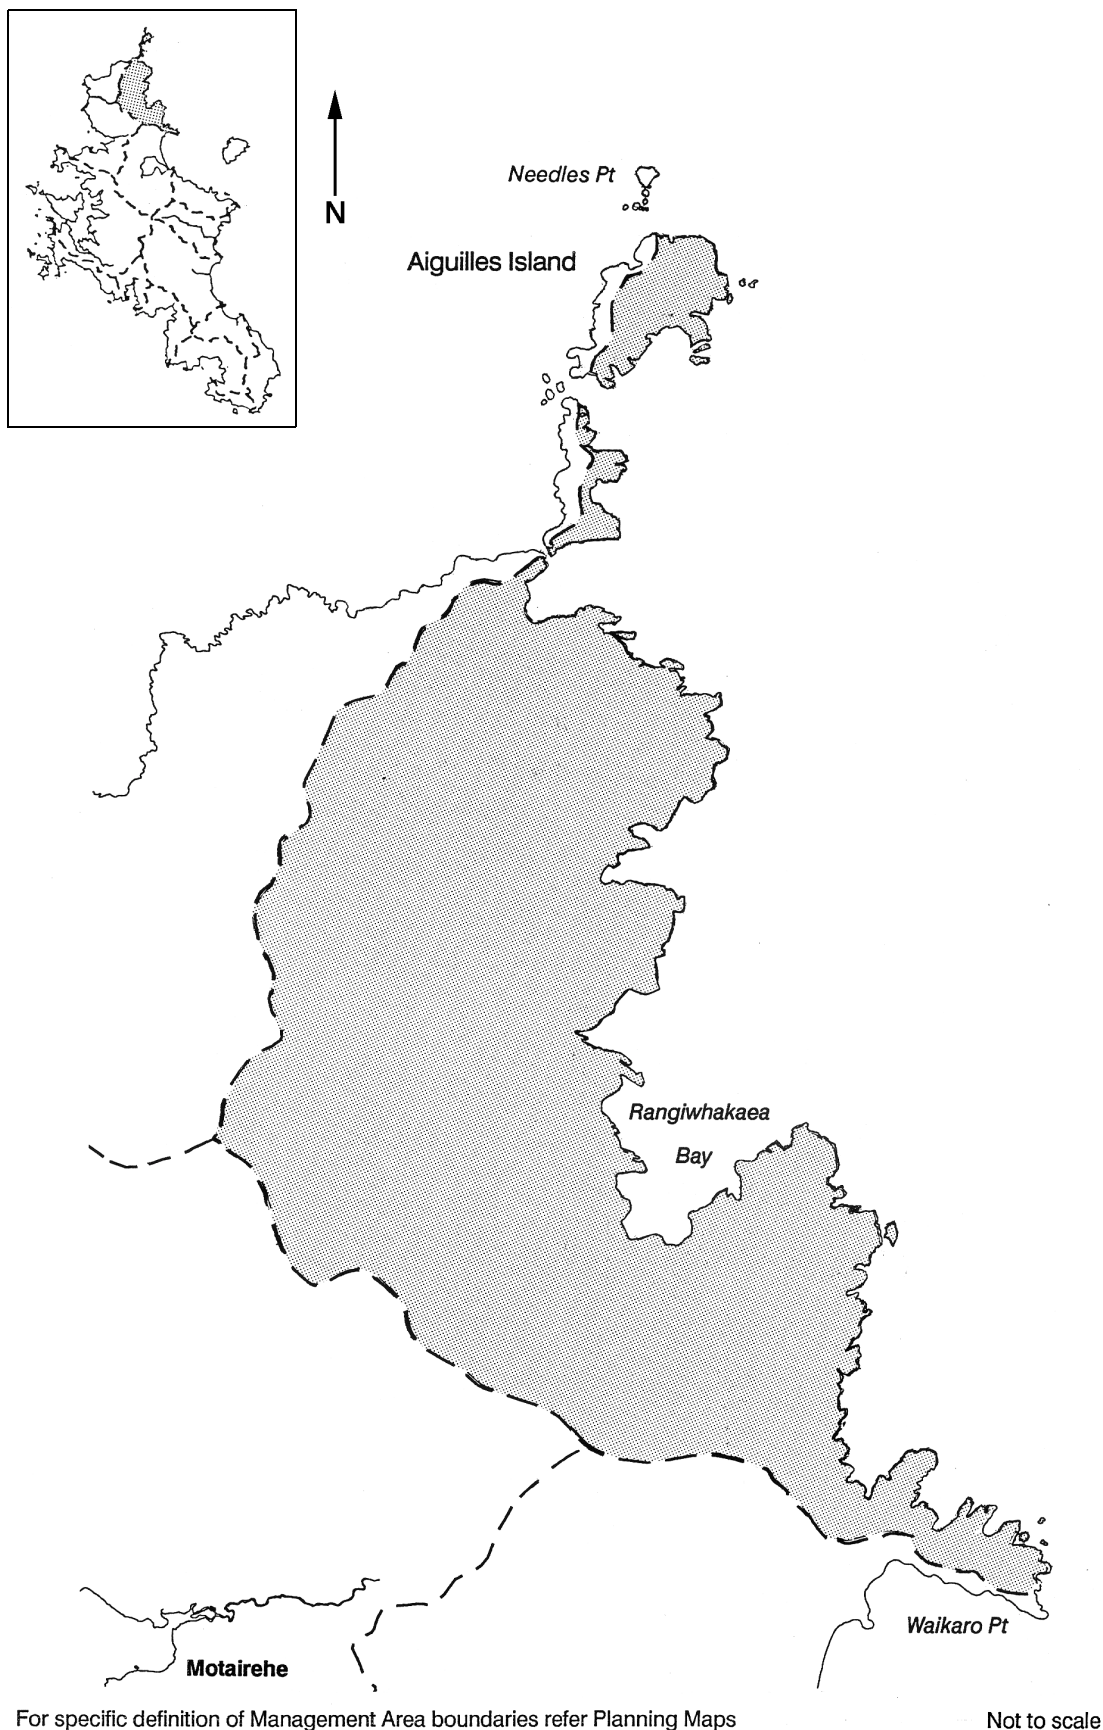 Needles Pt
N
Aiguilles Island
Rangiwhakaea
Bay
Waikaro Pt
Motairehe
For specific definition of Management Area boundaries refer Planning Maps
Not to scale